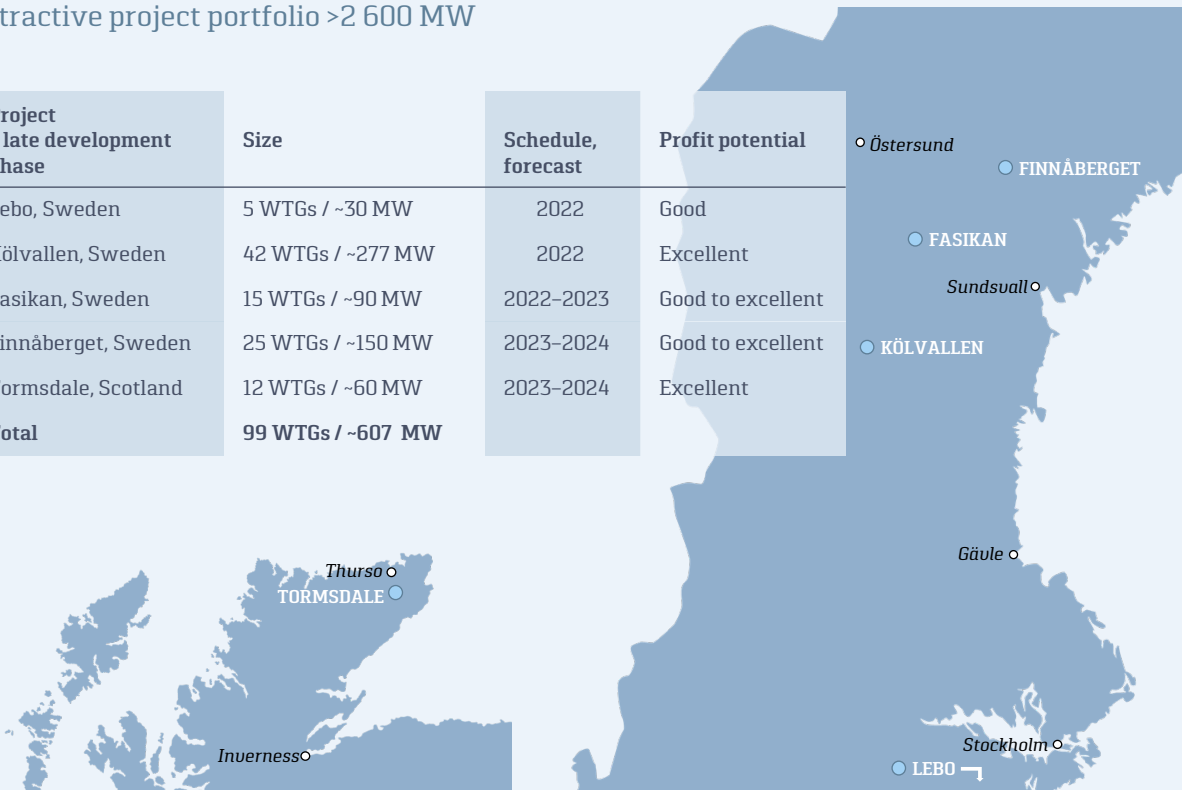 tractive project portfolio >2 600 MW
roject
late development
hase
Size
Schedule,
forecast
Profit potential
ebo, Sweden 5 WTGs / ~30 MW 2022 Good
ölvallen, Sweden 42 WTGs / ~277 MW 2022 Excellent
asikan, Sweden 15 WTGs / ~90 MW 2022–2023 Good to excellent
innåberget, Sweden 25 WTGs / ~150 MW 2023–2024 Good to excellent
ormsdale, Scotland 12 WTGs / ~60 MW 2023–2024 Excellent
otal 99 WTGs / ~607 MW
Östersund
FINNÅBERGET
FASIKAN
Sundsvall
KÖLVALLEN
Gävle
Thurso
TORMSDALE
Inverness
Stockholm
LEBO